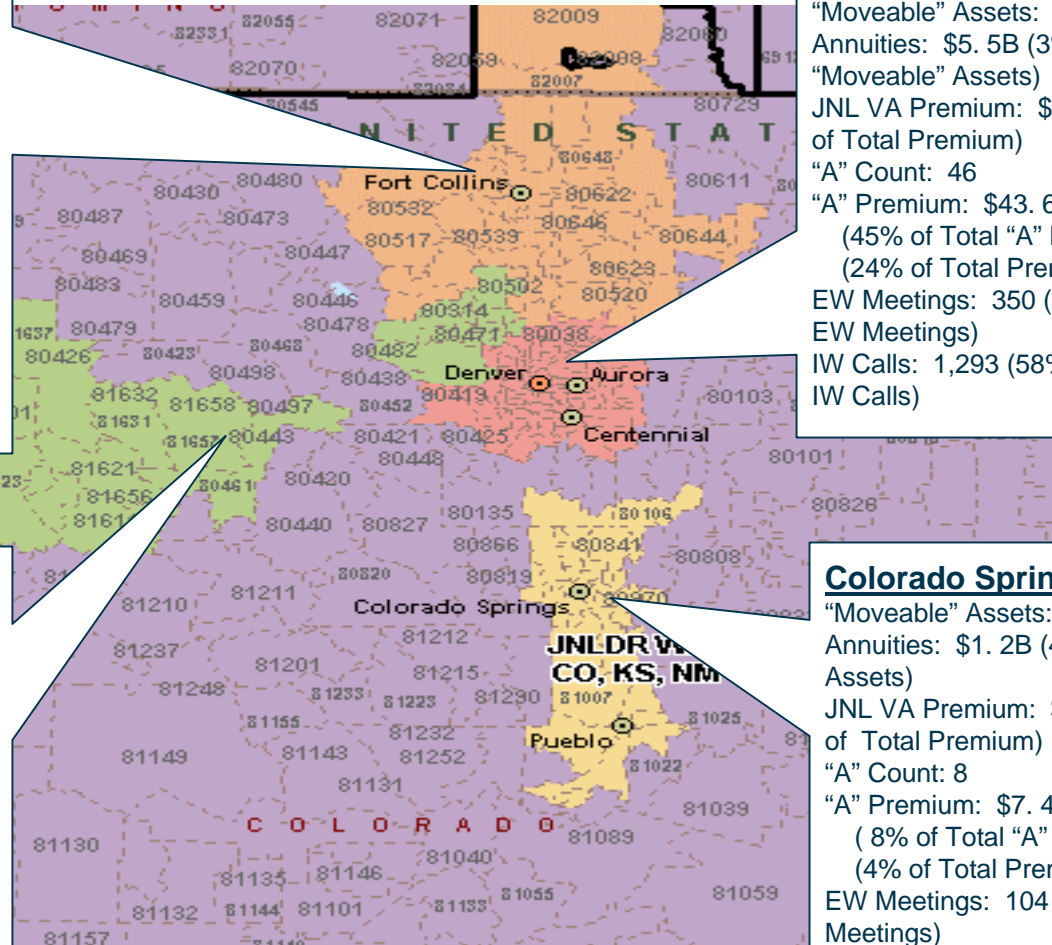 82055
82071
82009
82331
82070
82059
82007
80545
80729
N I T E D S T A T
80648
Fort Collins
80430
80480
80622
80611
80532
80487
80473
80646
80517
80539
80644
80469
80447
80623
80483
80502
80520
80459
80446
80314
1637
80479
80478
80471
80038
80426
80423
80468
80482
80498
80438
Denver
Aurora
81632
81658
80497
80452
80419
80103
81631
80443
80421
80425
Centennial
80448
80101
23
81621
80461
80420
81656
80826
80135
80106
80440
80827
80866
80841
80808
80820
80819
81211
81210
Colorado Springs
81212
JNLDR W
81237
81201
81215
CO, KS, NM
81248
81233
81223
81290
81007
81155
81025
81232
Pueblo
81149
81143
81252
81022
81131
81039
C O L O R A D O
81089
81130
81040
81146
81135
81055
81059
81132
81144
81101
81133
81157
“Moveable” Assets:
Annuities: $5. 5B (3
“Moveable” Assets)
JNL VA Premium: $
of Total Premium)
“A” Count: 46
“A” Premium: $43. 6
(45% of Total “A”
(24% of Total Pre
EW Meetings: 350 (
EW Meetings)
IW Calls: 1,293 (58%
IW Calls)
Colorado Sprin
“Moveable” Assets:
Annuities: $1. 2B (4
Assets)
JNL VA Premium:
of Total Premium)
“A” Count: 8
“A” Premium: $7. 4
( 8% of Total “A”
(4% of Total Pre
EW Meetings: 104
Meetings)